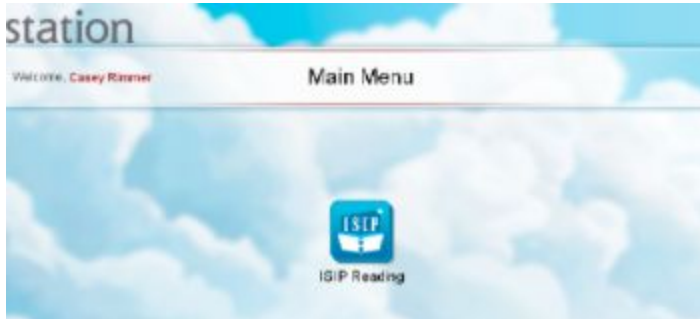 station
Welcome, Casey Rimmer
Main Menu
ISIP
ISIP Reading